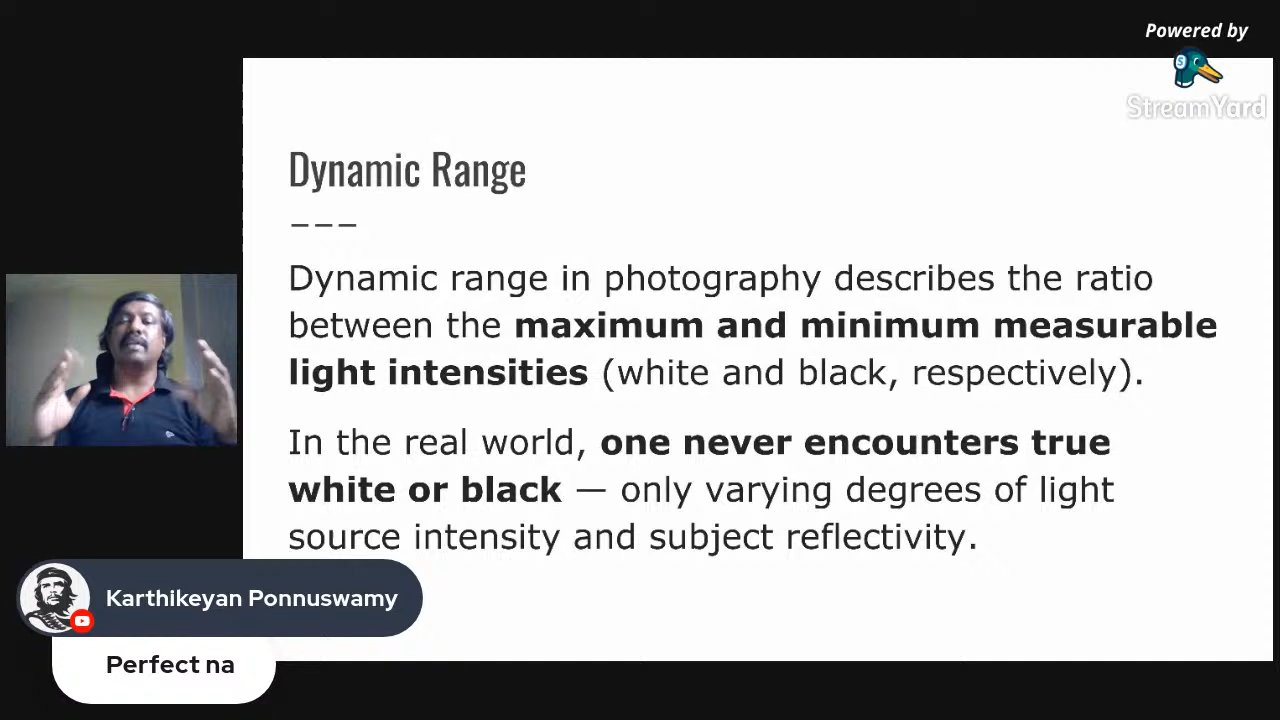 Powered by
StreamYard
Dynamic Range
Dynamic range in photography describes the ratio
between the maximum and minimum measurable
light intensities (white and black, respectively).
In the real world, one never encounters true
white or black — only varying degrees of light
source intensity and subject reflectivity.
Karthikeyan Ponnuswamy
Perfect na